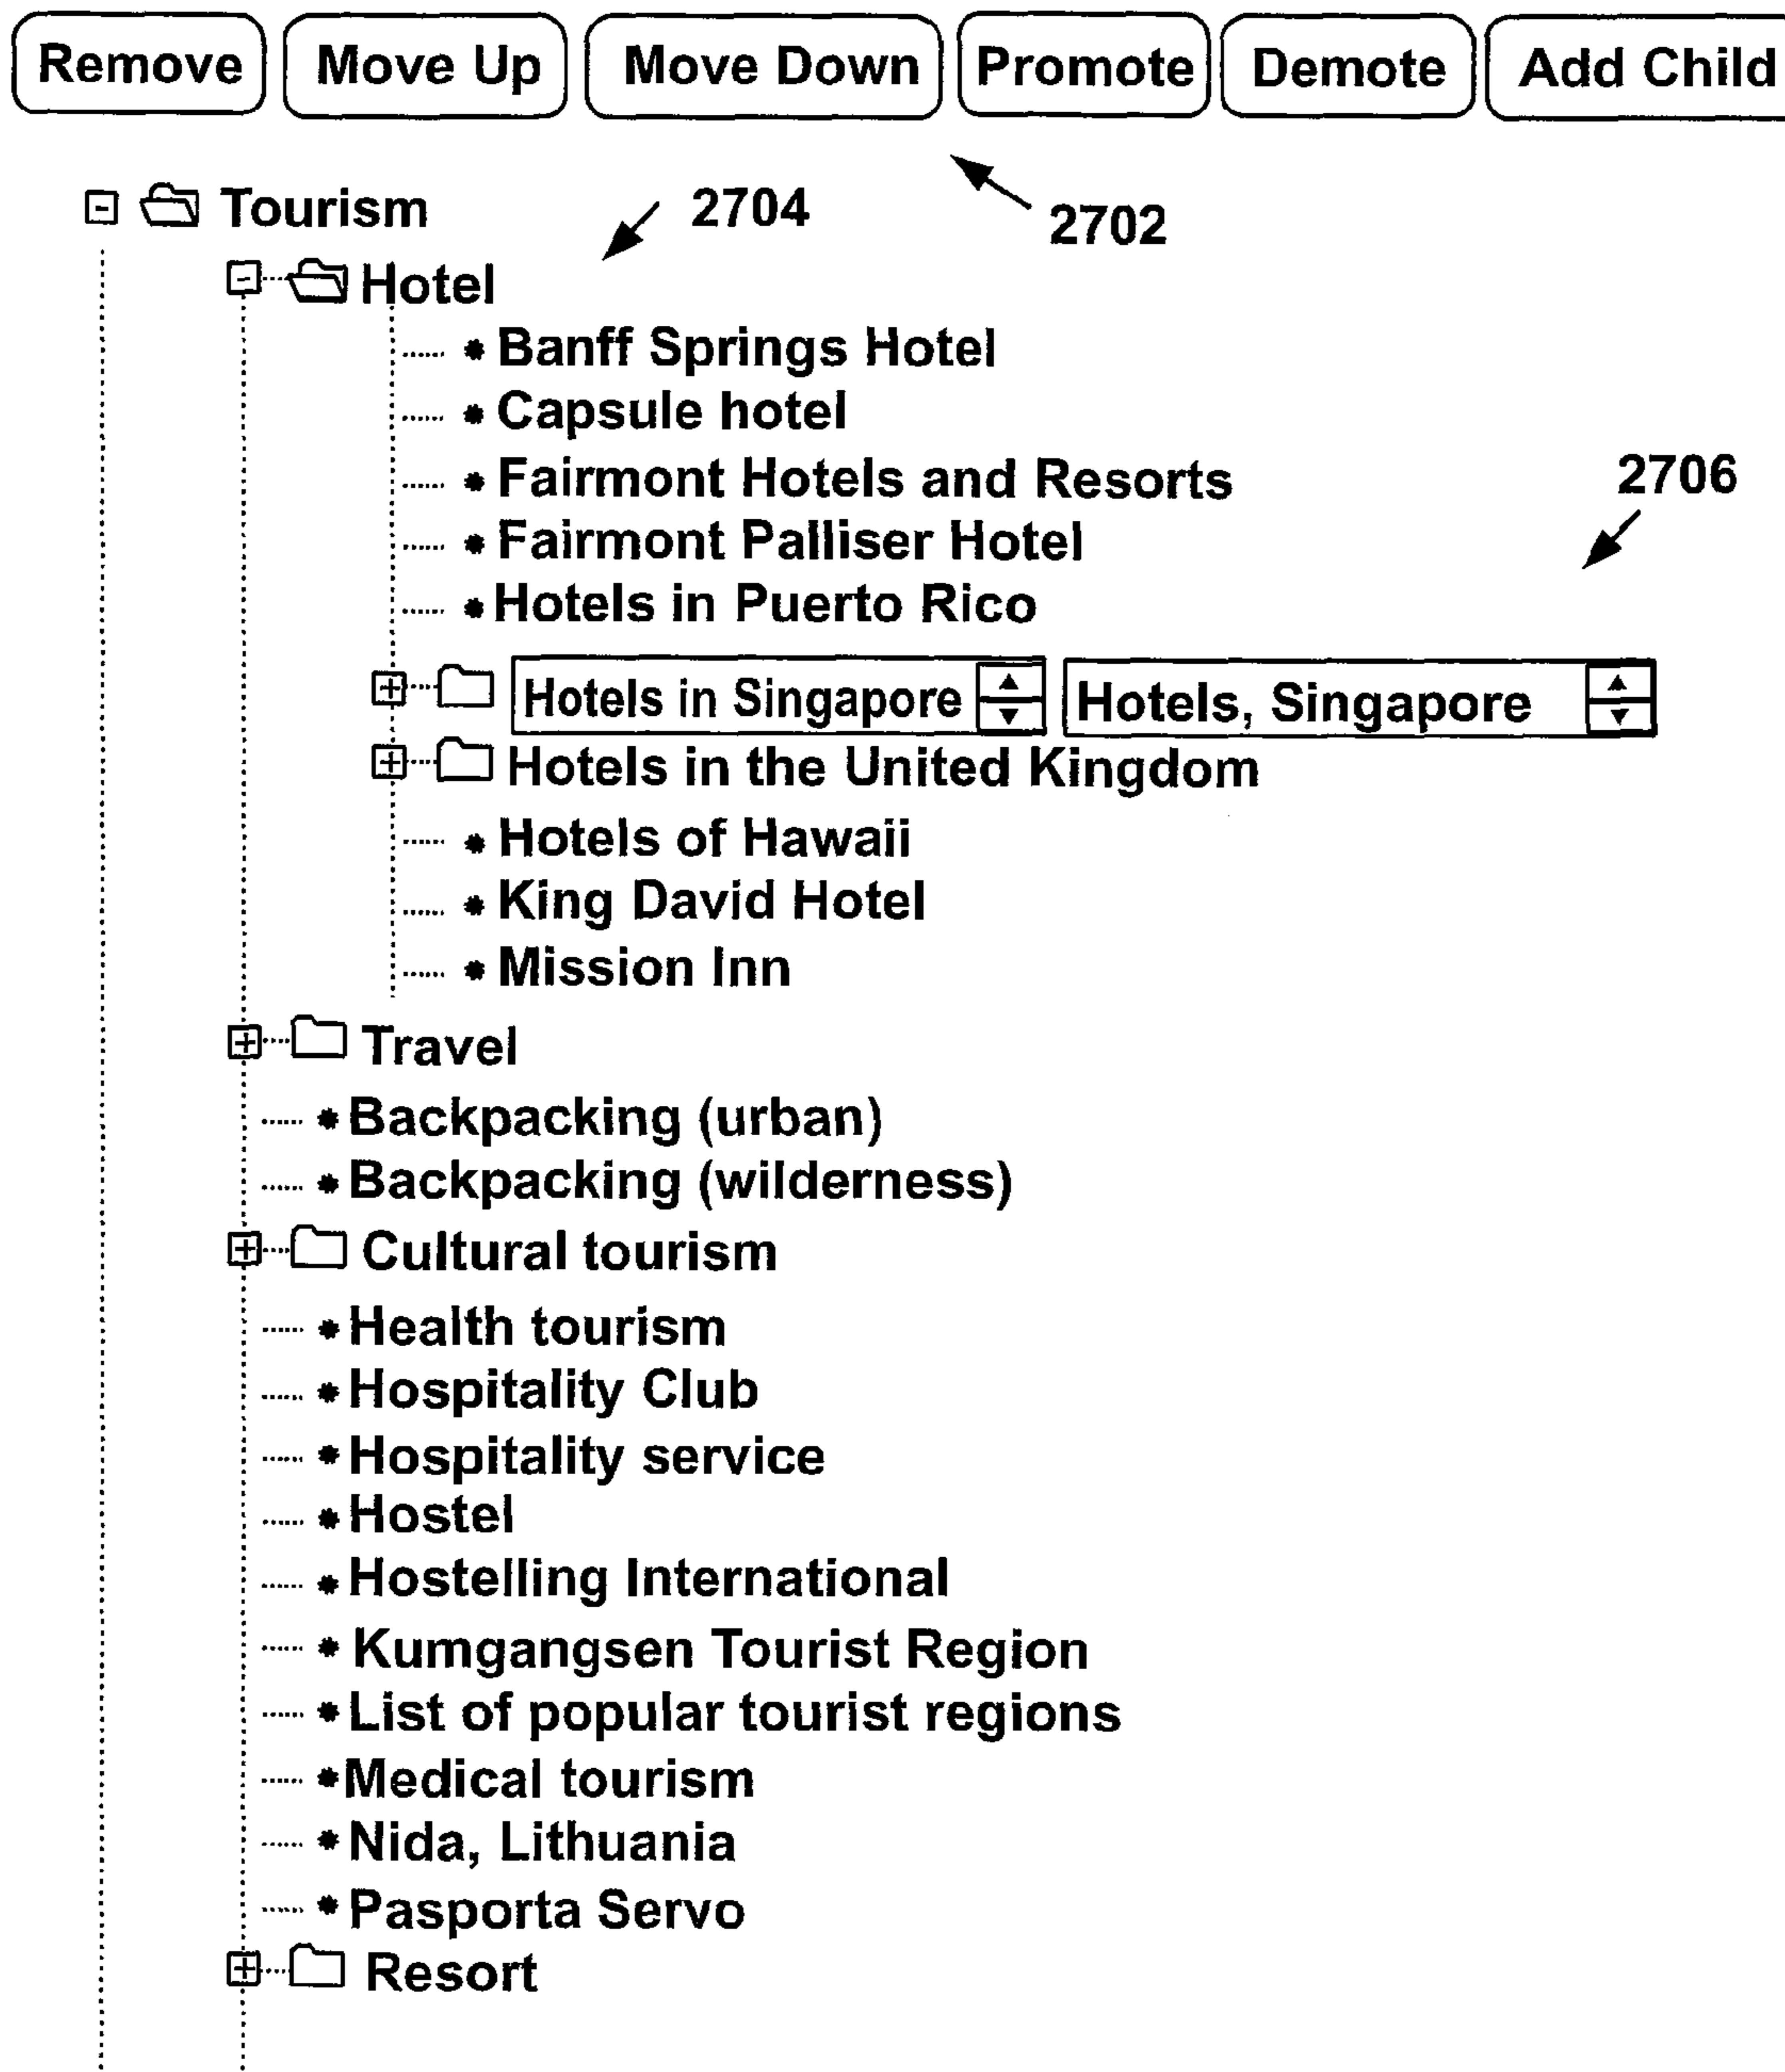 Remove Move Up Move Down Promote Demote Add Child
Tourism 2704 2702
Hotel
Banff Springs Hotel
Capsule hotel
Fairmont Hotels and Resorts 2706
Fairmont Palliser Hotel
Hotels in Puerto Rico
Hotels in Singapore Hotels, Singapore
Hotels in the United Kingdom
Hotels of Hawaii
King David Hotel
Mission Inn
Travel
Backpacking (urban)
Backpacking (wilderness)
Cultural tourism
Health tourism
Hospitality Club
Hospitality service
Hostel
Hostelling International
Kumgangsen Tourist Region
List of popular tourist regions
Medical tourism
Nida, Lithuania
Pasporta Servo
Resort